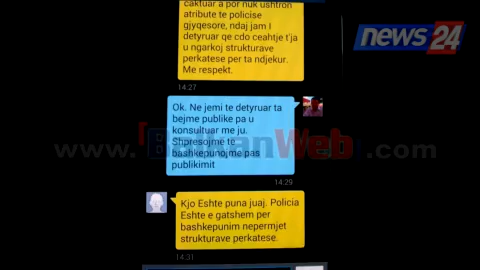 caktuar a por nuk ushtron
atribute te policise
gjyqesore, ndaj jam I
detyruar qe cdo ceahtje t'ja
u ngarkoj strukturave
perkatese per ta ndjekur.
Me respekt.
14:27
news 24
Ok. Ne jemi te detyruar ta
bejme publike pa u
konsultuar me ju.
Shpresojme te
bashkepunojme pas
publikimit
14:29
www.BalkanWeb.com
Kjo Eshte puna juaj. Policia
Eshte e gatshem per
bashkepunim nepermjet
strukturave perkatese.
14:31